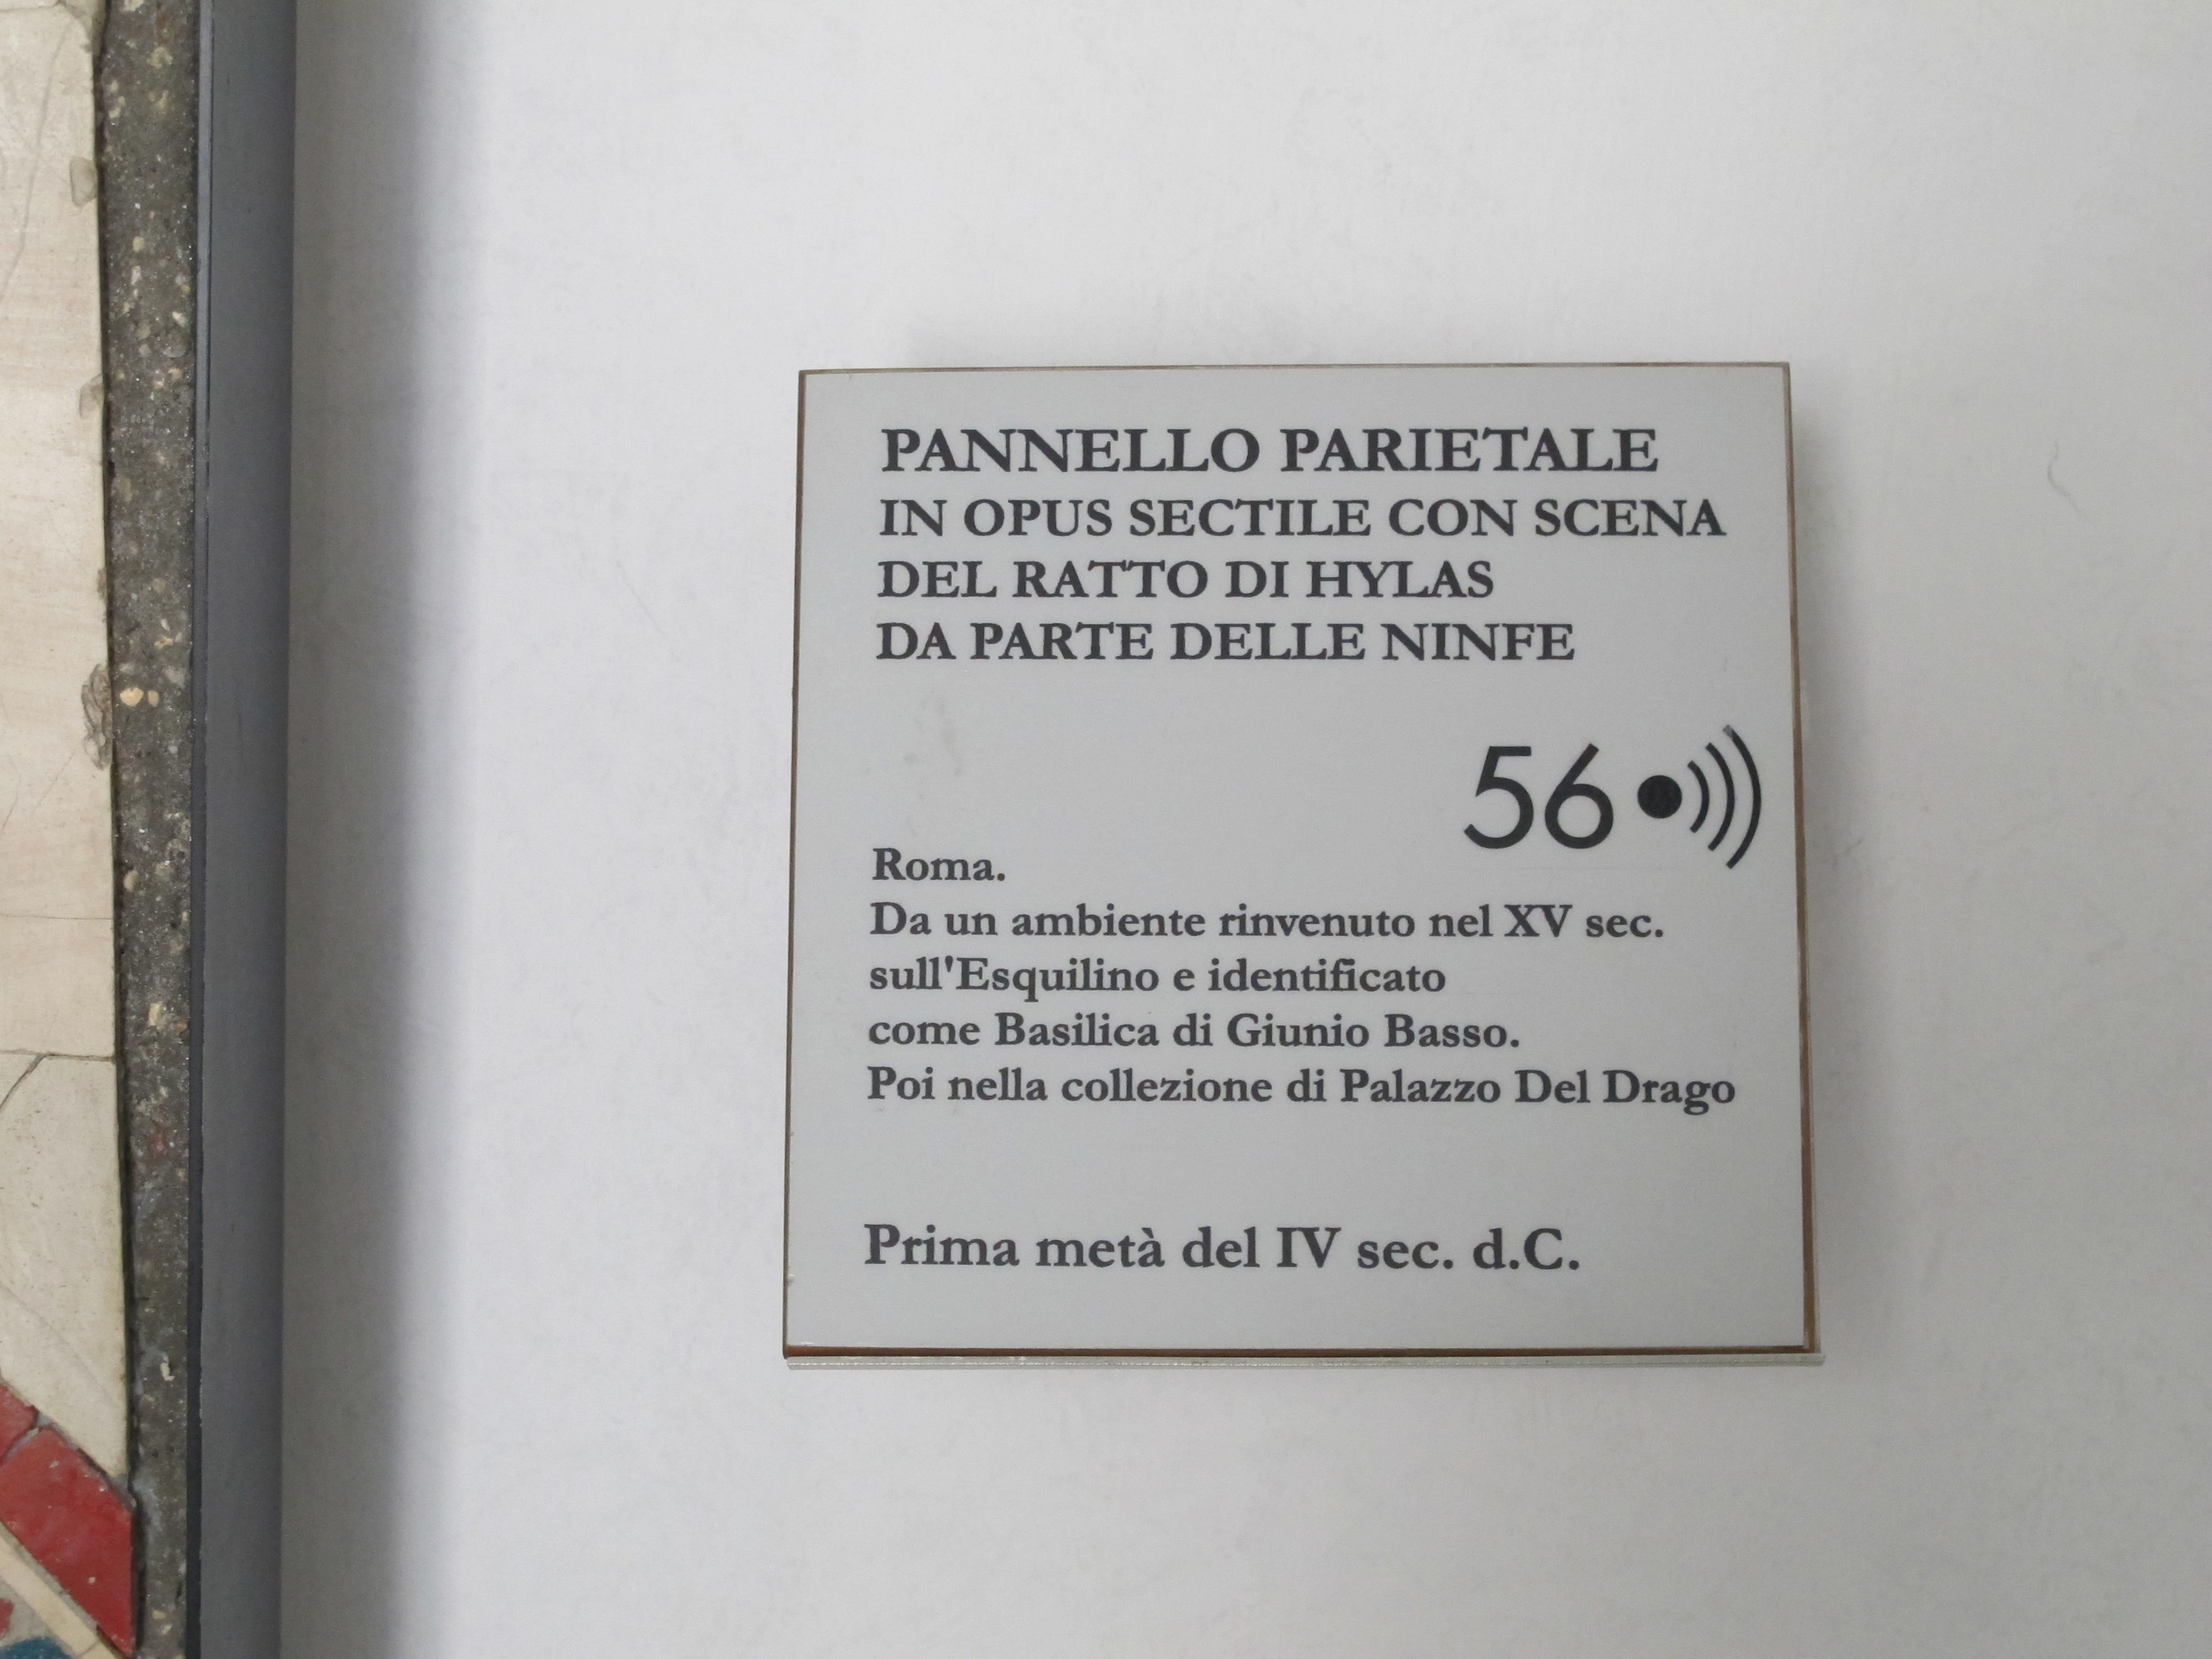 PANNELLO PARIETALE
IN OPUS SECTILE CON SCENA
DEL RATTO DI HYLAS
DA PARTE DELLE NINFE
56
Roma.
Da un ambiente rinvenuto nel XV sec.
sull'Esquilino e identificato
come Basilica di Giunio Basso.
Poi nella collezione di Palazzo Del Drago
Prima metà del IV sec. d.C.